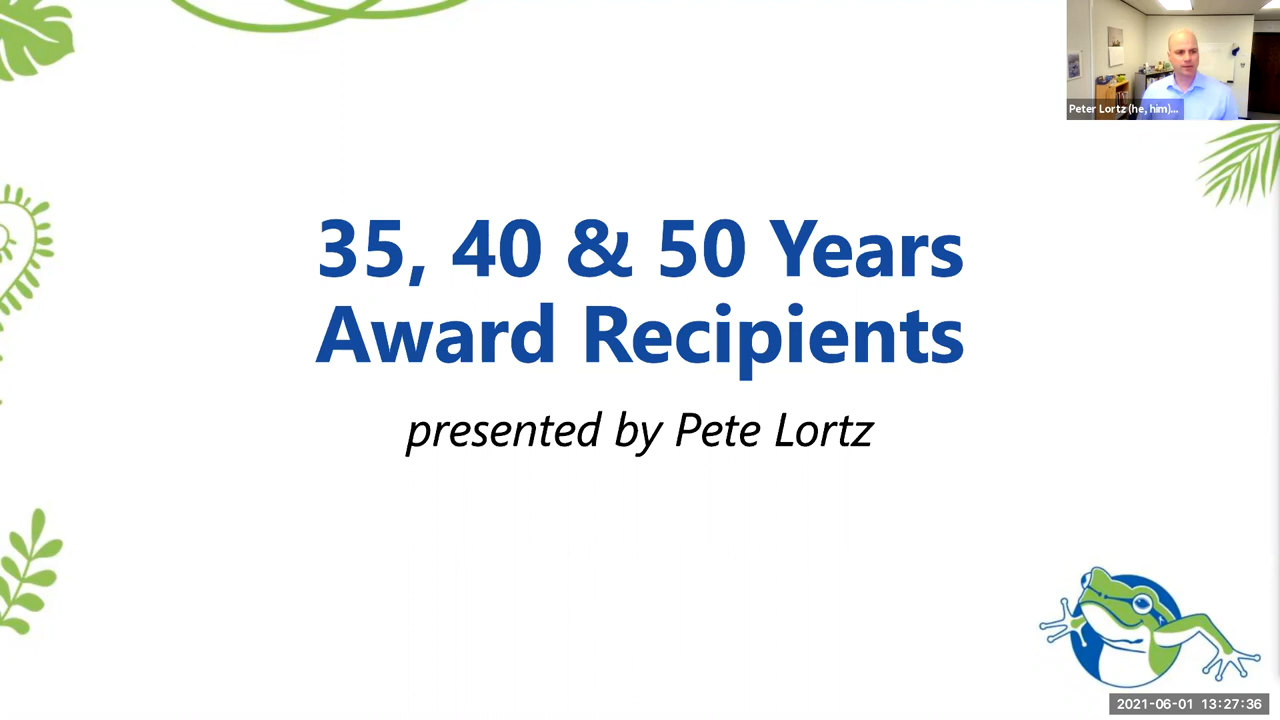 Peter Lortz (he, him)...
35, 40 & 50 Years
Award Recipients
presented by Pete Lortz
2021-06-01 13:27:36